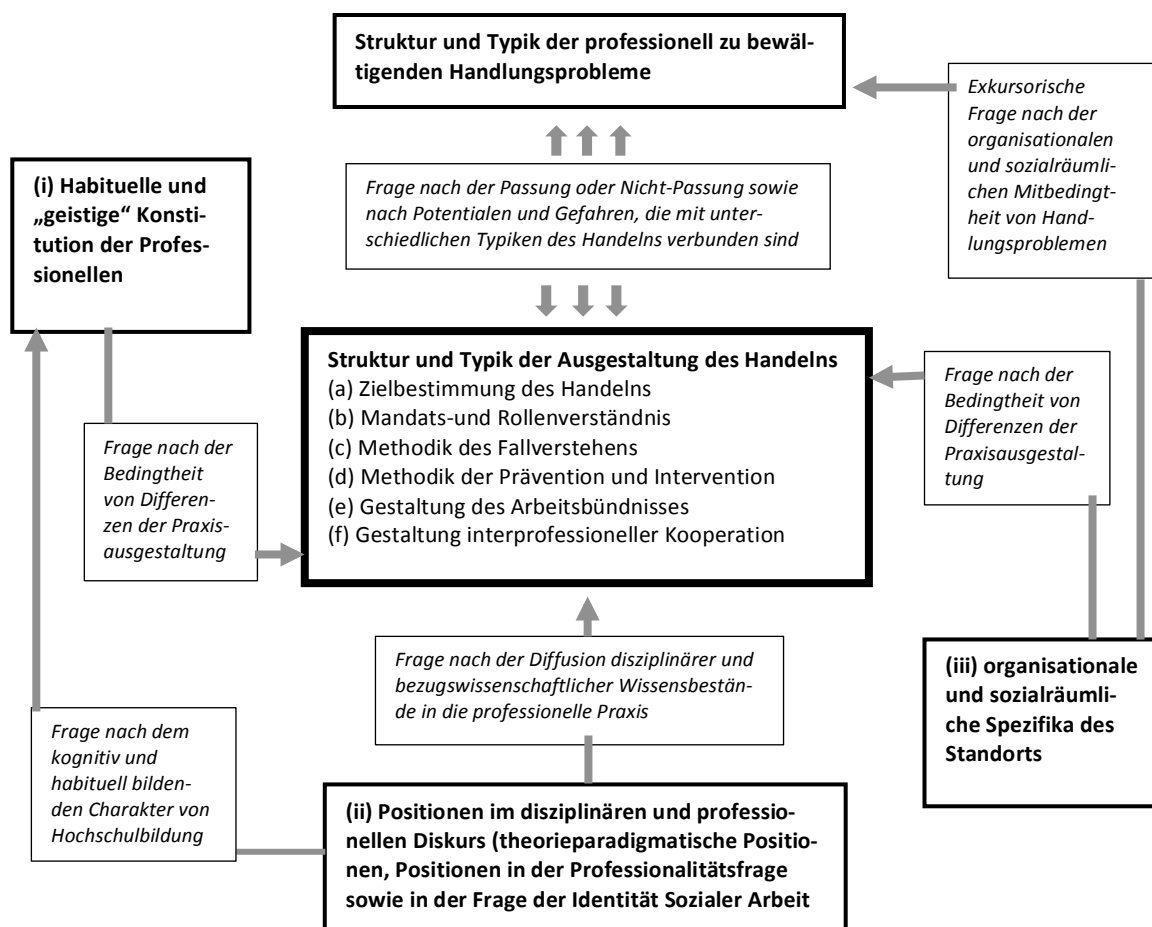 Struktur und Typik der professionell zu bewäl-
tigenden Handlungsprobleme
Exkursorische
Frage nach der
organisationalen
und sozialräumli-
chen Mitbedingt-
heit von Hand-
lungsproblemen
(i) Habituelle und
„geistige“ Konsti-
tution der Profes-
sionellen
Frage nach der Passung oder Nicht-Passung sowie
nach Potentialen und Gefahren, die mit unter-
schiedlichen Typiken des Handelns verbunden sind
Struktur und Typik der Ausgestaltung des Handelns
(a) Zielbestimmung des Handelns
(b) Mandats-und Rollenverständnis
(c) Methodik des Fallverstehens
(d) Methodik der Prävention und Intervention
(e) Gestaltung des Arbeitsbündnisses
(f) Gestaltung interprofessioneller Kooperation
Frage nach der
Bedingtheit von
Differenzen der
Praxisausgestal-
tung
Frage nach der
Bedingtheit
von Differen-
zen der Praxis-
ausgestaltung
Frage nach der Diffusion disziplinärer und
bezugswissenschaftlicher Wissensbestän-
de in die professionelle Praxis
(iii) organisationale
und sozialräumli-
che Spezifika des
Standorts
Frage nach dem
kognitiv und
habituell bilden-
den Charakter von
Hochschulbildung
(ii) Positionen im disziplinären und professio-
nellen Diskurs (theorieparadigmatische Positio-
nen, Positionen in der Professionalitätsfrage
sowie in der Frage der Identität Sozialer Arbeit